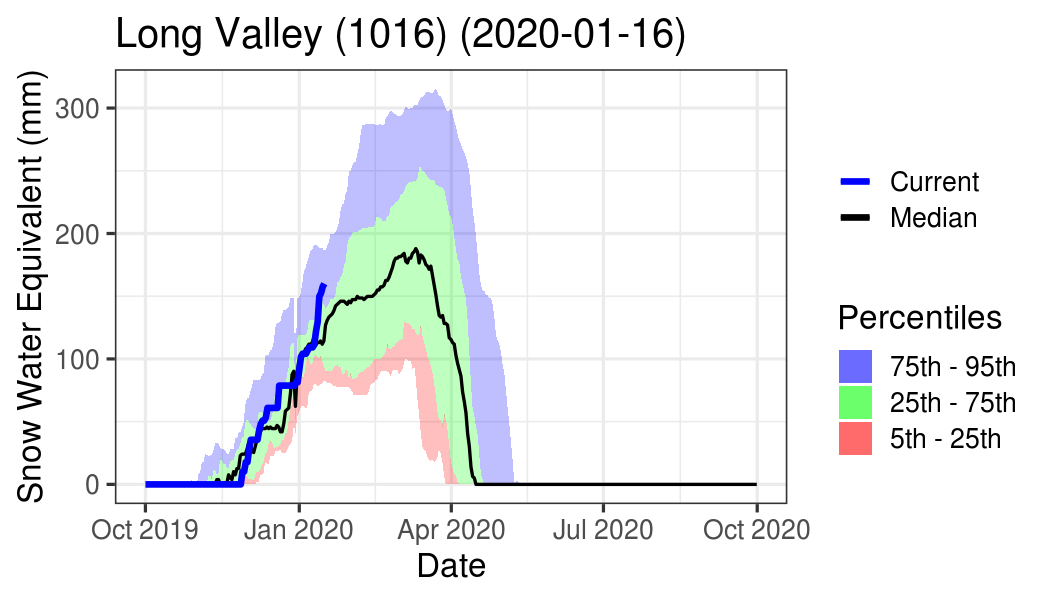 Long Valley (1016) (2020-01-16)
Snow Water Equivalent (mm)
300
200
100
0
Oct 2019
Jan 2020
Apr 2020
Jul 2020
Oct 2020
Date
Current
Median
Percentiles
75th - 95th
25th - 75th
5th - 25th